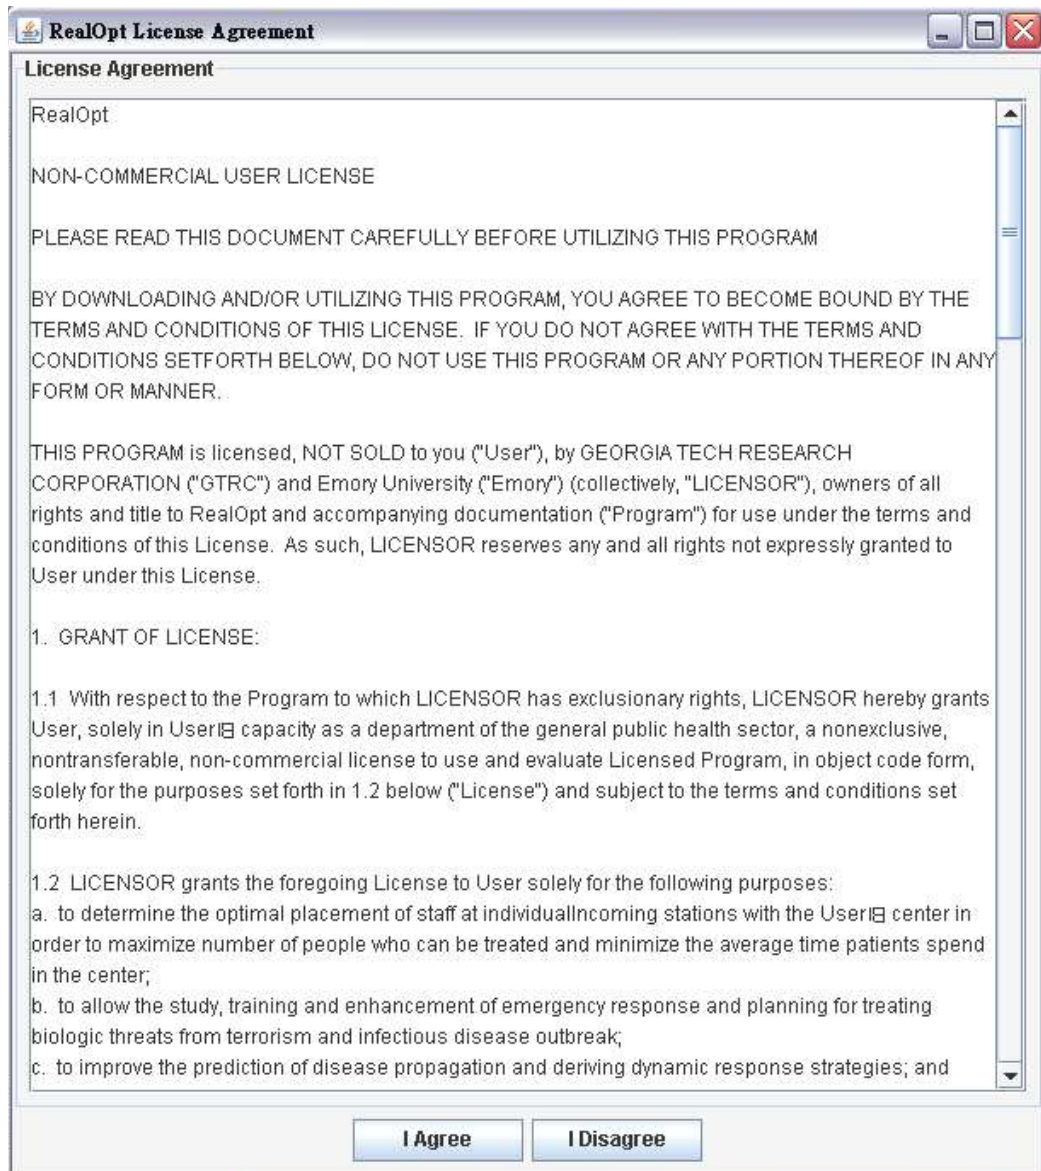 RealOpt License Agreement
License Agreement
RealOpt
NON-COMMERCIAL USER LICENSE
PLEASE READ THIS DOCUMENT CAREFULLY BEFORE UTILIZING THIS PROGRAM
BY DOWNLOADING AND/OR UTILIZING THIS PROGRAM, YOU AGREE TO BECOME BOUND BY THE
TERMS AND CONDITIONS OF THIS LICENSE.  IF YOU DO NOT AGREE WITH THE TERMS AND
CONDITIONS SETFORTH BELOW, DO NOT USE THIS PROGRAM OR ANY PORTION THEREOF IN ANY
FORM OR MANNER.
THIS PROGRAM is licensed, NOT SOLD to you ("User"), by GEORGIA TECH RESEARCH
CORPORATION ("GTRC") and Emory University ("Emory") (collectively, "LICENSOR"), owners of all
rights and title to RealOpt and accompanying documentation ("Program") for use under the terms and
conditions of this License.  As such, LICENSOR reserves any and all rights not expressly granted to
User under this License.
1.  GRANT OF LICENSE:
1.1  With respect to the Program to which LICENSOR has exclusionary rights, LICENSOR hereby grants
User, solely in User capacity as a department of the general public health sector, a nonexclusive,
nontransferable, non-commercial license to use and evaluate Licensed Program, in object code form,
solely for the purposes set forth in 1.2 below ("License") and subject to the terms and conditions set
forth herein.
1.2  LICENSOR grants the foregoing License to User solely for the following purposes:
a.  to determine the optimal placement of staff at individualIncoming stations with the User center in
order to maximize number of people who can be treated and minimize the average time patients spend
in the center;
b.  to allow the study, training and enhancement of emergency response and planning for treating
biologic threats from terrorism and infectious disease outbreak;
c.  to improve the prediction of disease propagation and deriving dynamic response strategies; and
I Agree
I Disagree